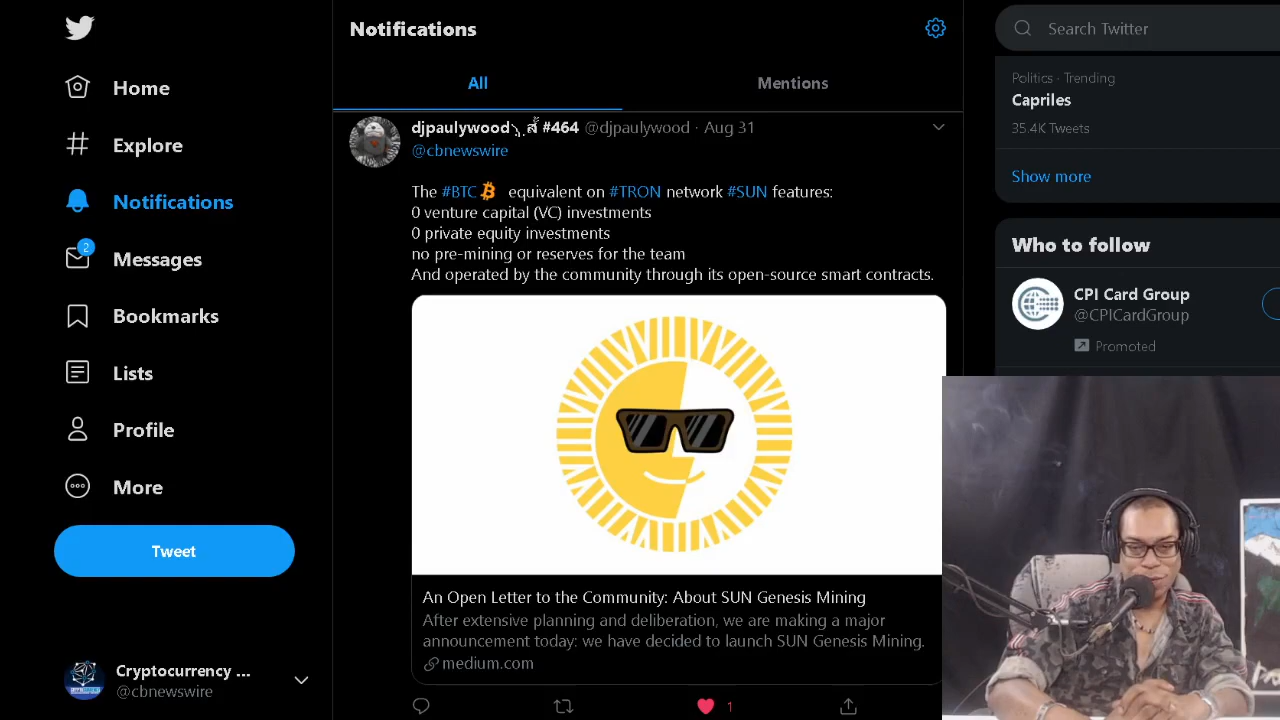 Home
Explore
Notifications
2
Messages
Bookmarks
Lists
Profile
More
Tweet
Cryptocurrency ...
@cbnewswire
Notifications
All
Mentions
djpaulywood #464 @djpaulywood · Aug 31
@cbnewswire
The #BTC equivalent on #TRON network #SUN features:
0 venture capital (VC) investments
0 private equity investments
no pre-mining or reserves for the team
And operated by the community through its open-source smart contracts.
An Open Letter to the Community: About SUN Genesis Mining
After extensive planning and deliberation, we are making a major
announcement today: we have decided to launch SUN Genesis Mining.
medium.com
1
Search Twitter
Politics · Trending
Capriles
35.4K Tweets
Show more
Who to follow
CPI Card Group
@CPICardGroup
Promoted